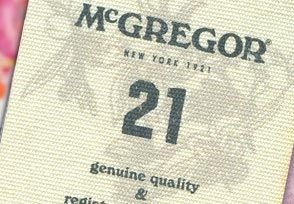 McGREGOR®
NEW YORK 1921
21
genuine quality
&